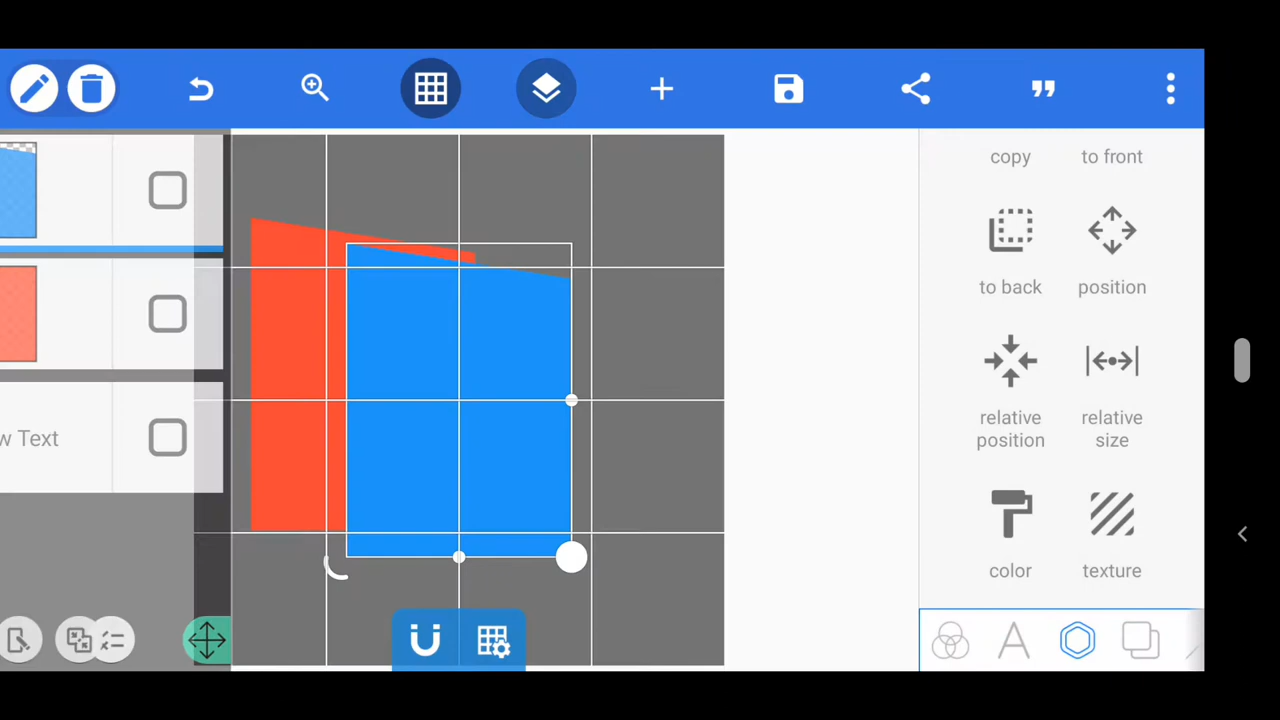 copy
to front
to back
position
relative
position
relative
size
w Text
color
texture